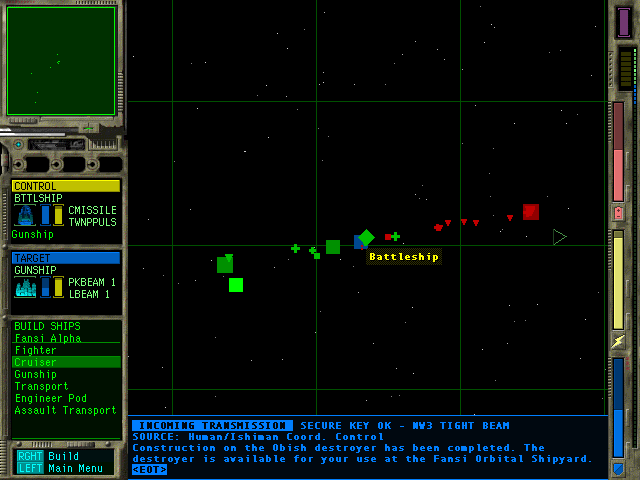 CONTROL
BTTLSHIP
CMISSILE
TWNPPULS
Gunship
TARGET
GUNSHIP
PKBEAM 1
LBEAM 1
BUILD SHIPS
Fansi Alpha
Fighter
Cruiser
Gunship
Transport
Engineer Pod
Assault Transport
RGHT Build
LEFT Main Menu
Battleship
INCOMING TRANSMISSION SECURE KEY OK - NW3 TIGHT BEAM
SOURCE: Human/Ishiman Coord. Control
Construction on the Obish destroyer has been completed. The
destroyer is available for your use at the Fansi Orbital Shipyard.
<EOT>